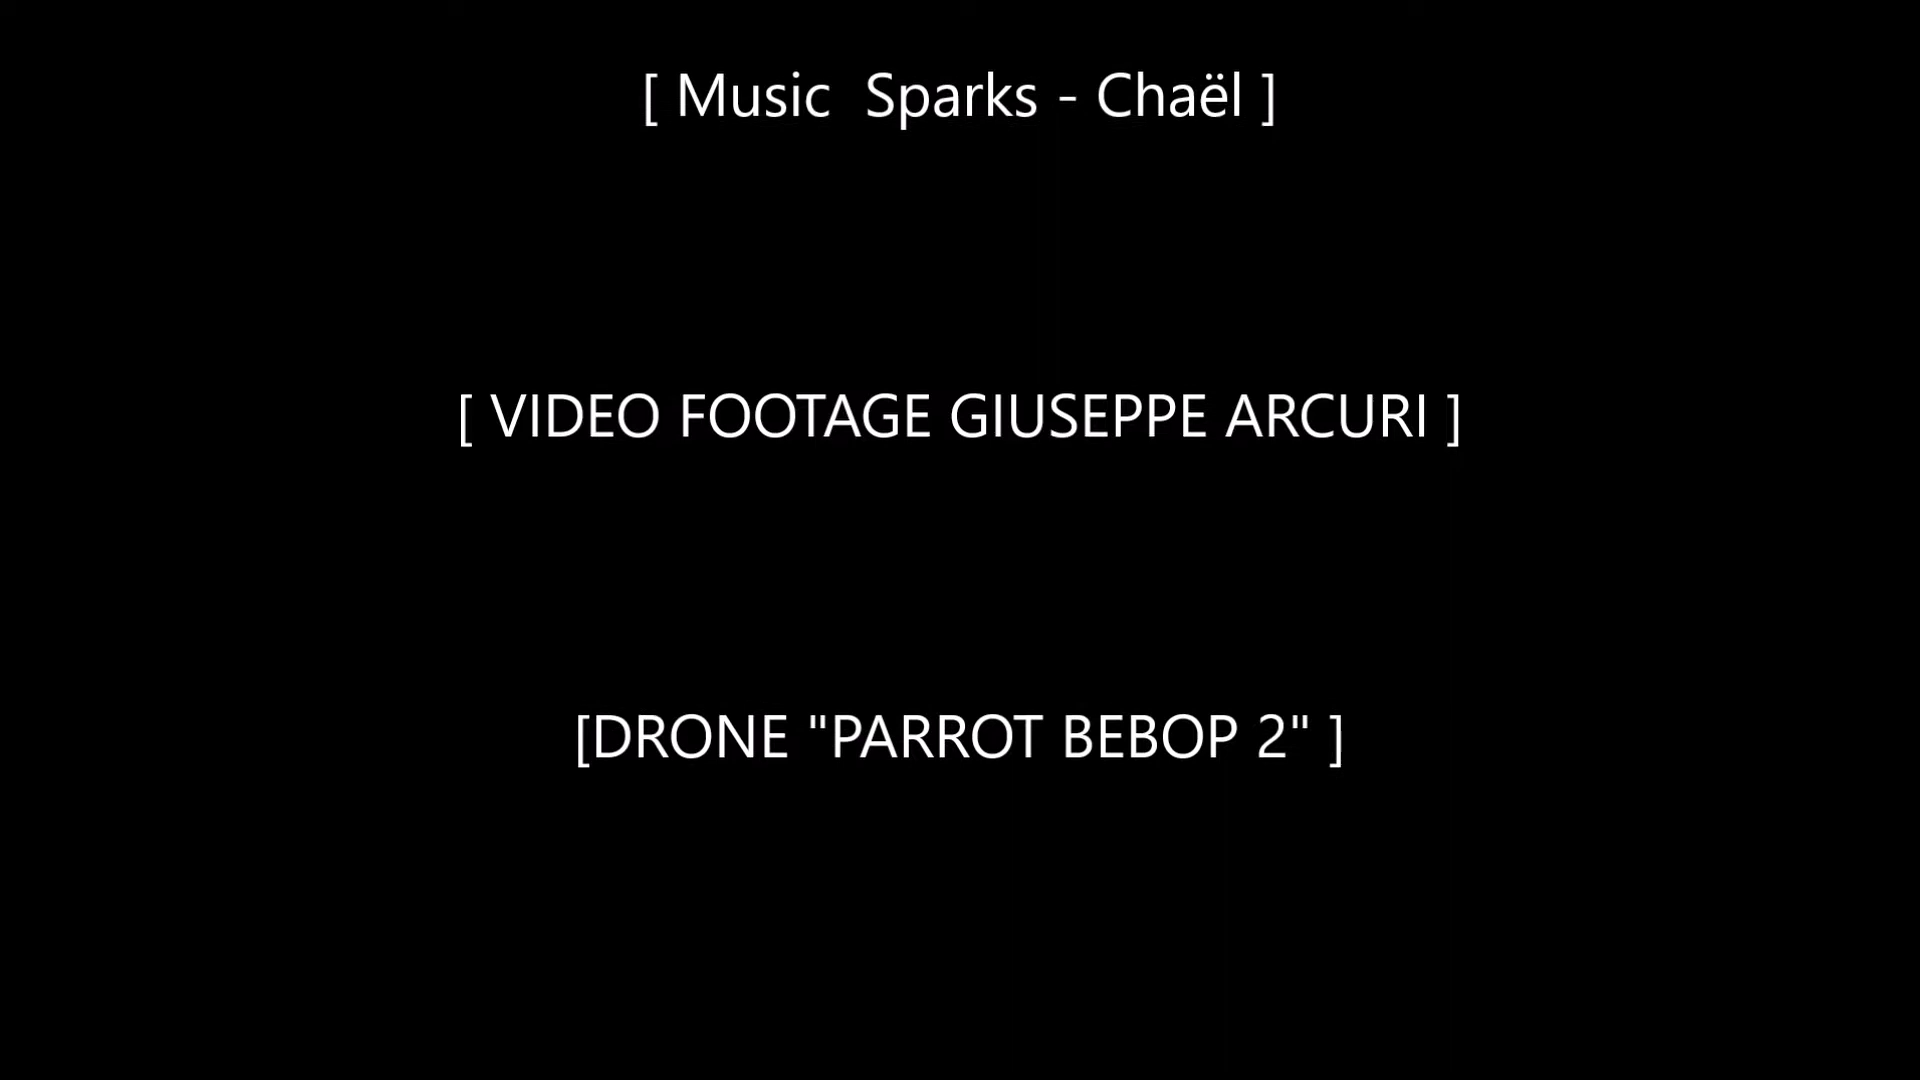 [ Music  Sparks - Chaël ]
[ VIDEO FOOTAGE GIUSEPPE ARCURI ]
[DRONE "PARROT BEBOP 2" ]